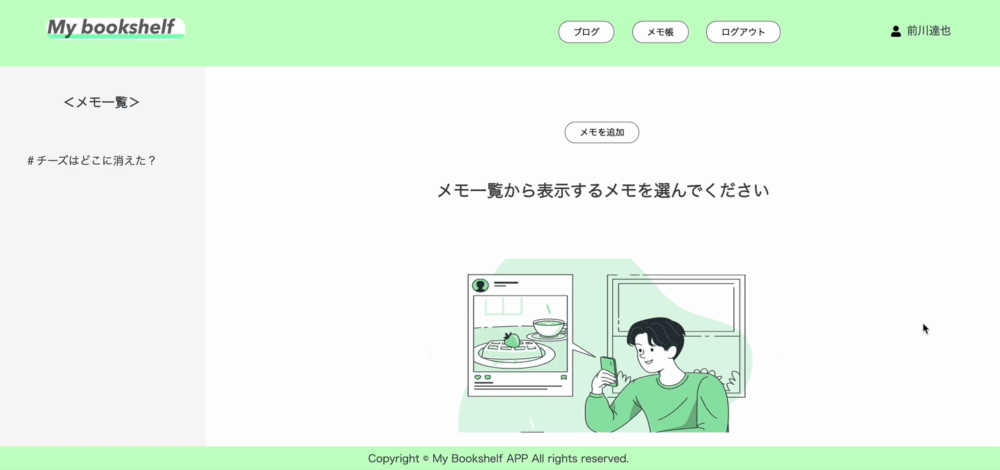 My bookshelf
ブログ
メモ帳
ログアウト
前川達也
＜メモ一覧＞
#チーズはどこに消えた？
メモを追加
メモ一覧から表示するメモを選んでください
Copyright © My Bookshelf APP All rights reserved.